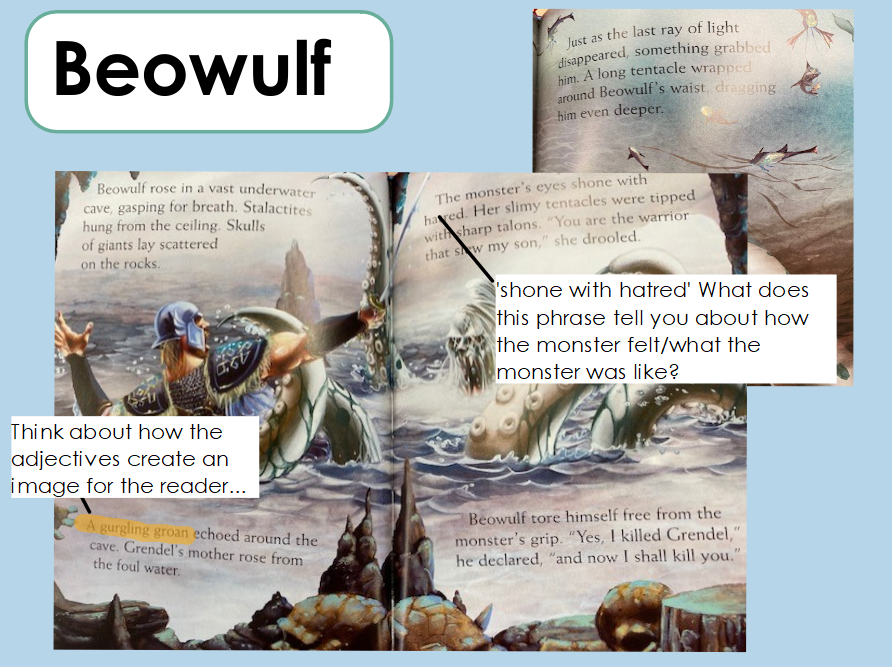 Beowulf
Just as the last ray of light
disappeared, something grabbed
him. A long tentacle wrapped
around Beowulf's waist, dragging
him even deeper.
Beowulf rose in a vast underwater
cave, gasping for breath. Stalactites
hung from the ceiling. Skulls
of giants lay scattered
on the rocks.
The monster's eyes shone with
hatred. Her slimy tentacles were tipped
with sharp talons. "You are the warrior
that slew my son," she drooled.
'shone with hatred' What does
this phrase tell you about how
the monster felt/what the
monster was like?
Think about how the
adjectives create an
image for the reader...
A gurgling groan echoed around the
cave. Grendel's mother rose from
the foul water.
Beowulf tore himself free from the
monster's grip. "Yes, I killed Grendel,"
he declared, "and now I shall kill you."